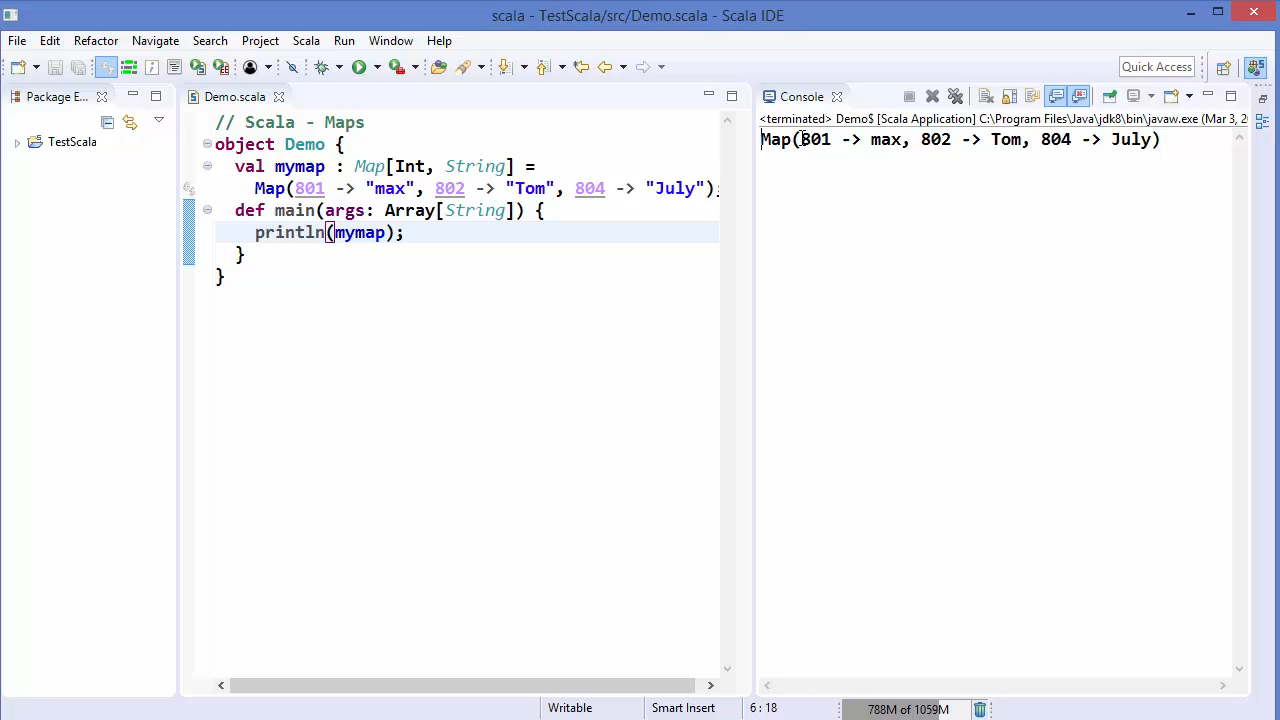 scala - TestScala/src/Demo.scala - Scala IDE
File Edit Refactor Navigate Search Project Scala Run Window Help
Quick Access
Package E...
TestScala
Demo.scala
// Scala - Maps
object Demo {
val mymap : Map[Int, String] =
Map(801 -> "max", 802 -> "Tom", 804 -> "July");
def main(args: Array[String]) {
println(mymap);
}
}
Console
<terminated> Demo$ [Scala Application] C:\Program Files\Java\jdk8\bin\javaw.exe (Mar 3, 2
Map(801 -> max, 802 -> Tom, 804 -> July)
Writable Smart Insert 6 : 18 788M of 1059M